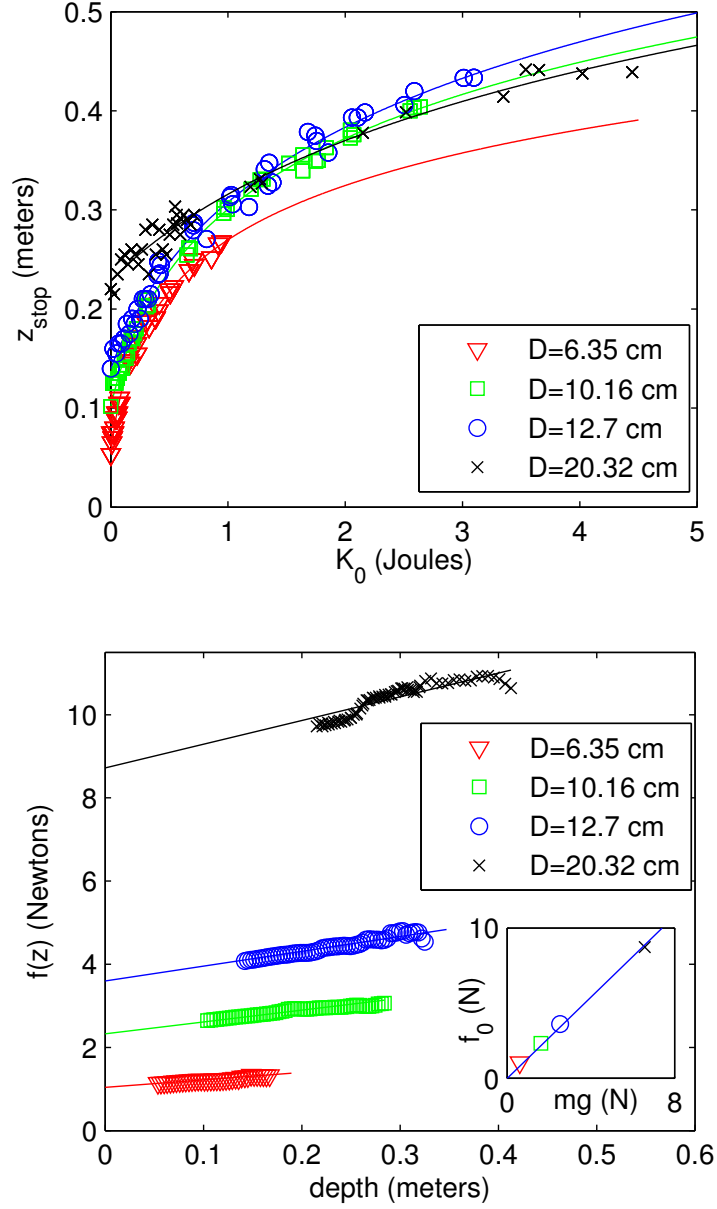 0.5
0.4
0.3
0.2
0.1
0
z_stop (meters)
D=6.35 cm
D=10.16 cm
D=12.7 cm
D=20.32 cm
0 1 2 3 4 5
K_0 (Joules)
10
8
6
4
2
0
f(z) (Newtons)
D=6.35 cm
D=10.16 cm
D=12.7 cm
D=20.32 cm
10
0
f_0 (N)
0 8
mg (N)
0 0.1 0.2 0.3 0.4 0.5 0.6
depth (meters)